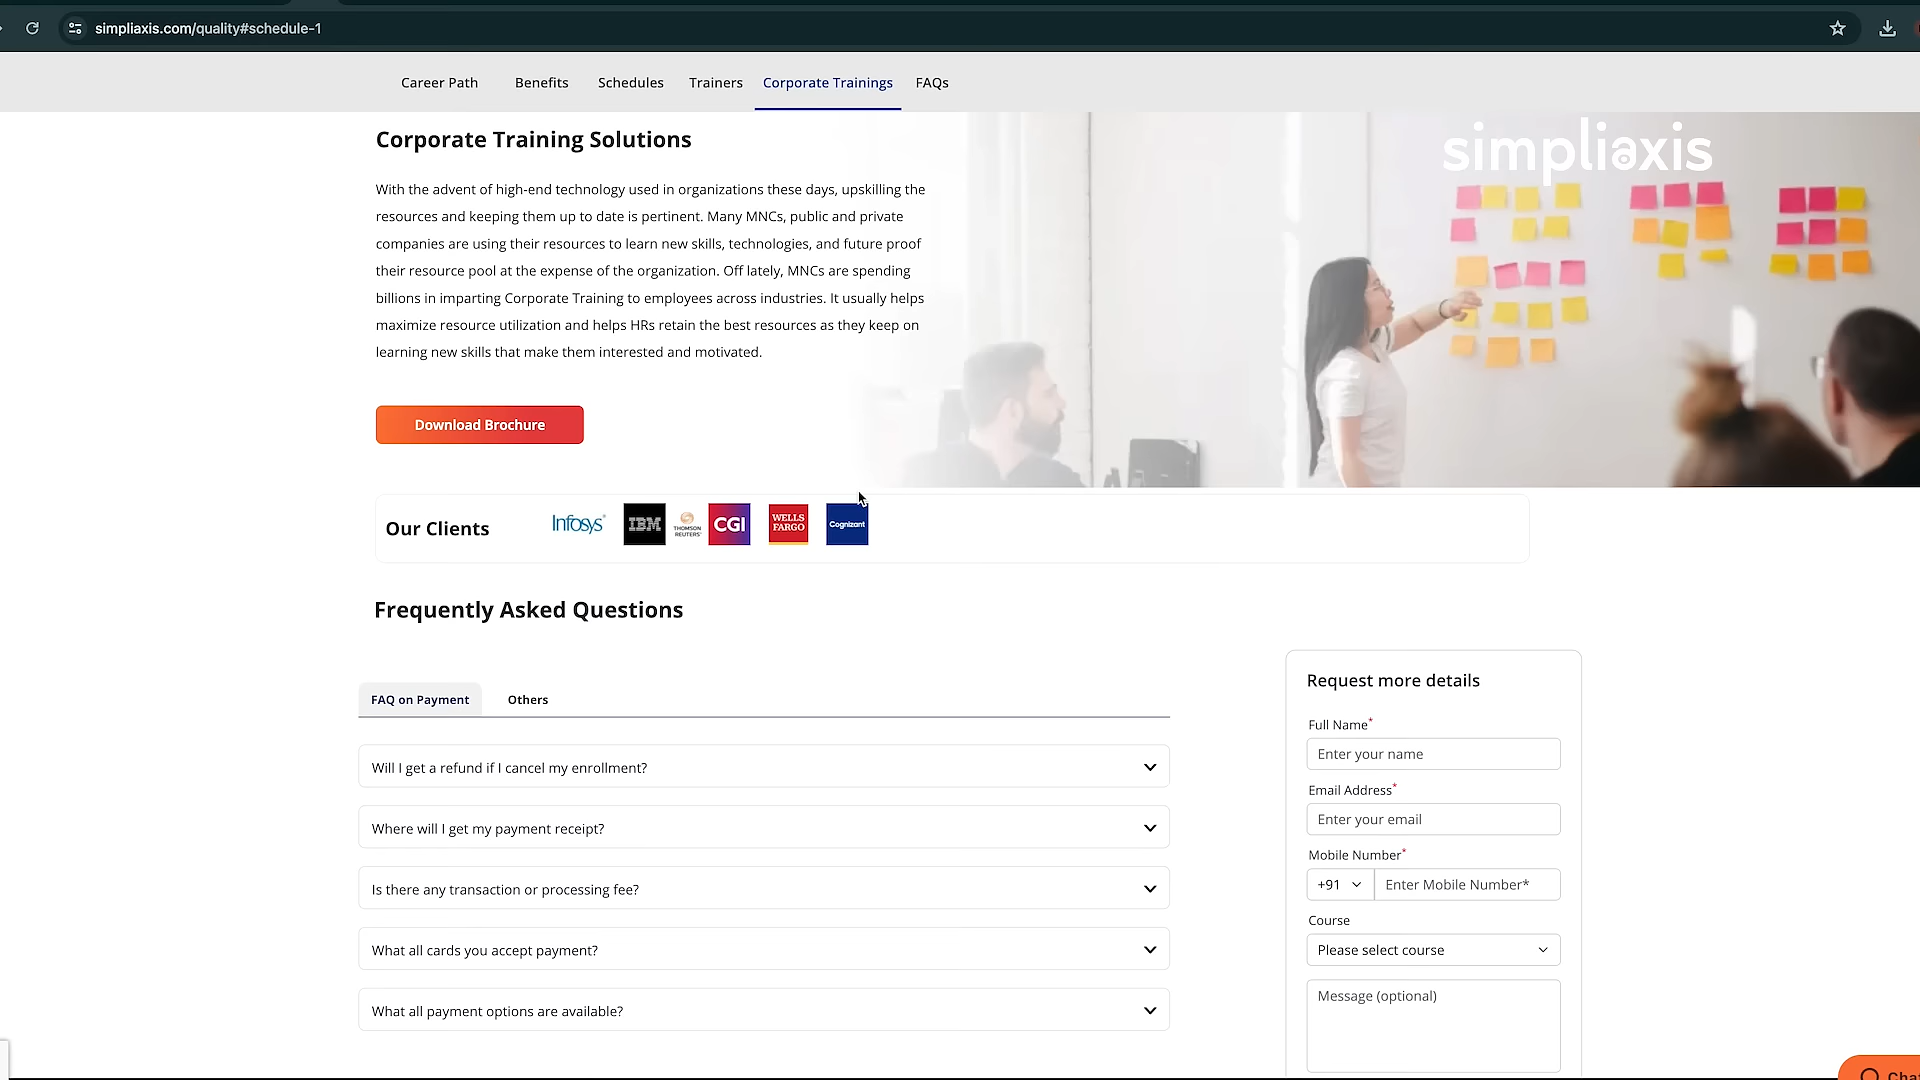 simpliaxis.com/quality#schedule-1
Career Path Benefits Schedules Trainers Corporate Trainings FAQs
Corporate Training Solutions
simpliaxis
With the advent of high-end technology used in organizations these days, upskilling the
resources and keeping them up to date is pertinent. Many MNCs, public and private
companies are using their resources to learn new skills, technologies, and future proof
their resource pool at the expense of the organization. Off lately, MNCs are spending
billions in imparting Corporate Training to employees across industries. It usually helps
maximize resource utilization and helps HRs retain the best resources as they keep on
learning new skills that make them interested and motivated.
Download Brochure
Our Clients
Infosys
IBM
THOMSON
REUTERS
CGI
WELLS
FARGO
Cognizant
Frequently Asked Questions
FAQ on Payment Others
Will I get a refund if I cancel my enrollment?
Where will I get my payment receipt?
Is there any transaction or processing fee?
What all cards you accept payment?
What all payment options are available?
Request more details
Full Name*
Enter your name
Email Address*
Enter your email
Mobile Number*
+91 Enter Mobile Number*
Course
Please select course
Message (optional)